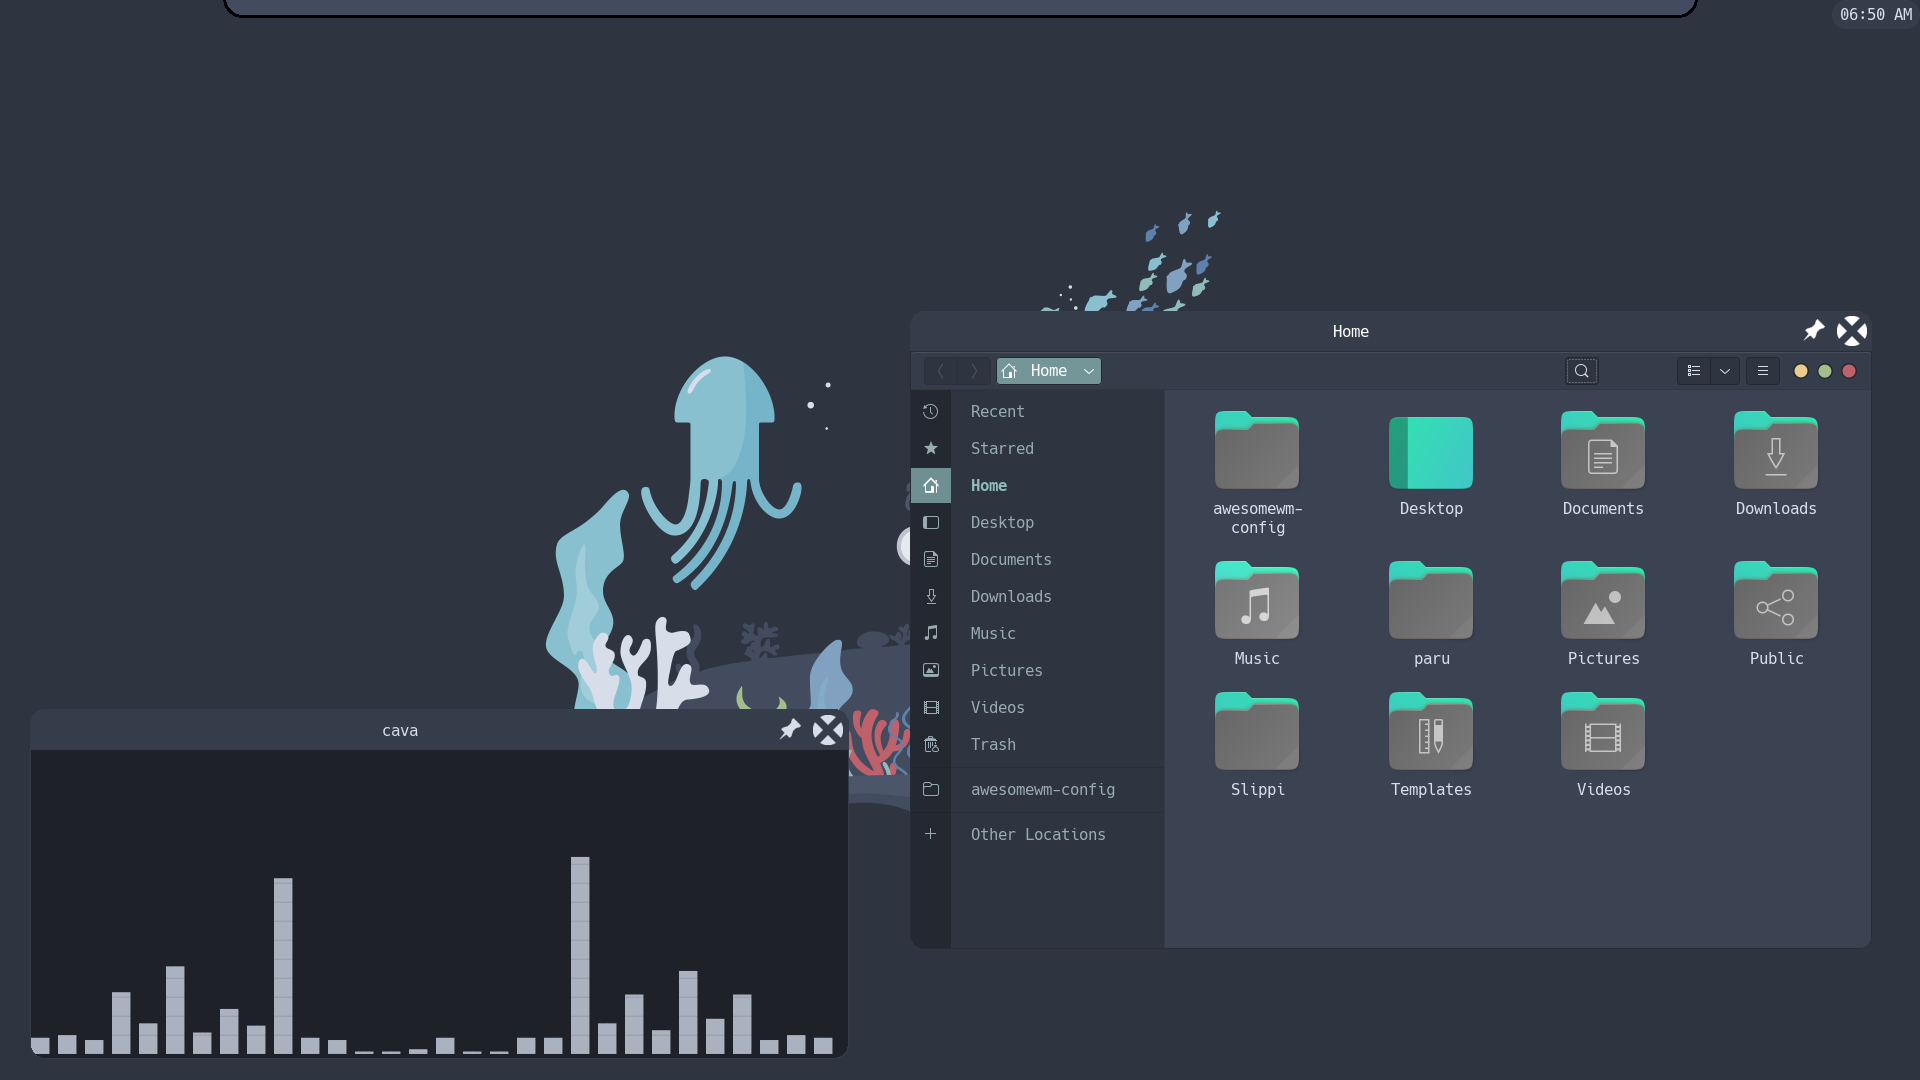 06:50 AM
Home
Home
Recent
Starred
Home
Desktop
Documents
Downloads
Music
Pictures
Videos
Trash
awesomewm-config
Other Locations
awesomewm-
config
Desktop
Documents
Downloads
Music
paru
Pictures
Public
Slippi
Templates
Videos
cava